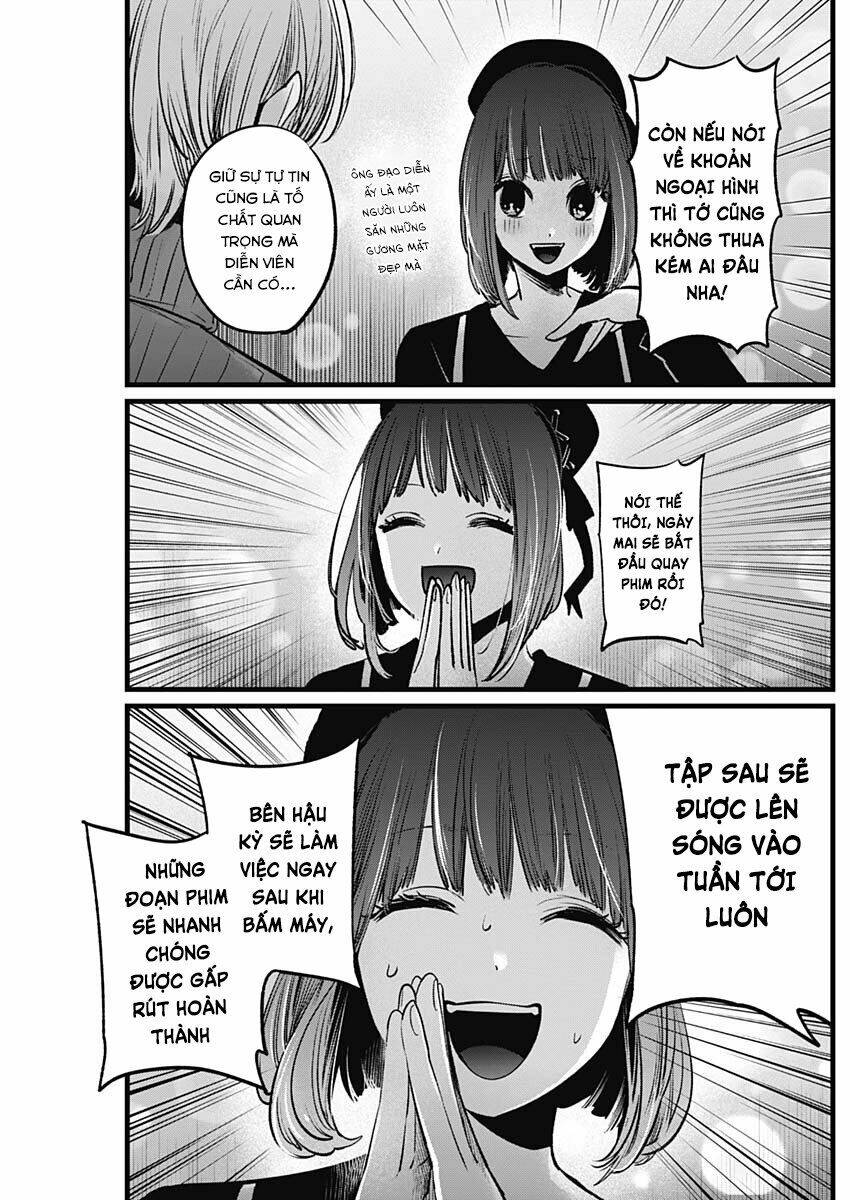 CÒN NẾU NÓI
VỀ KHOẢN
NGOẠI HÌNH
THÌ TỚ CŨNG
KHÔNG THUA
KÉM AI ĐÂU
NHA!
ÔNG ĐẠO DIỄN
ẤY LÀ MỘT
NGƯỜI LUÔN
SĂN NHỮNG
GƯƠNG MẶT
ĐẸP MÀ
GIỮ SỰ TỰ TIN
CŨNG LÀ TỐ
CHẤT QUAN
TRỌNG MÀ
DIỄN VIÊN
CẦN CÓ...
NÓI THẾ
THÔI, NGÀY
MAI SẼ BẮT
ĐẦU QUAY
PHIM RỒI
ĐÓ!
TẬP SAU SẼ
ĐƯỢC LÊN
SÓNG VÀO
TUẦN TỚI
LUÔN
BÊN HẬU
KỲ SẼ LÀM
VIỆC NGAY
SAU KHI
BẤM MÁY,
NHỮNG
ĐOẠN PHIM
SẼ NHANH
CHÓNG
ĐƯỢC GẤP
RÚT HOÀN
THÀNH